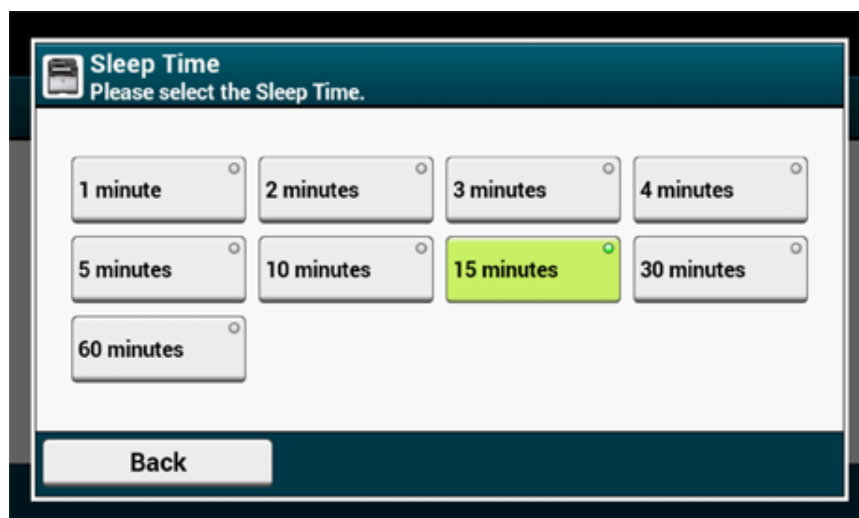 Sleep Time
Please select the Sleep Time.
1 minute
2 minutes
3 minutes
4 minutes
5 minutes
10 minutes
15 minutes
30 minutes
60 minutes
Back